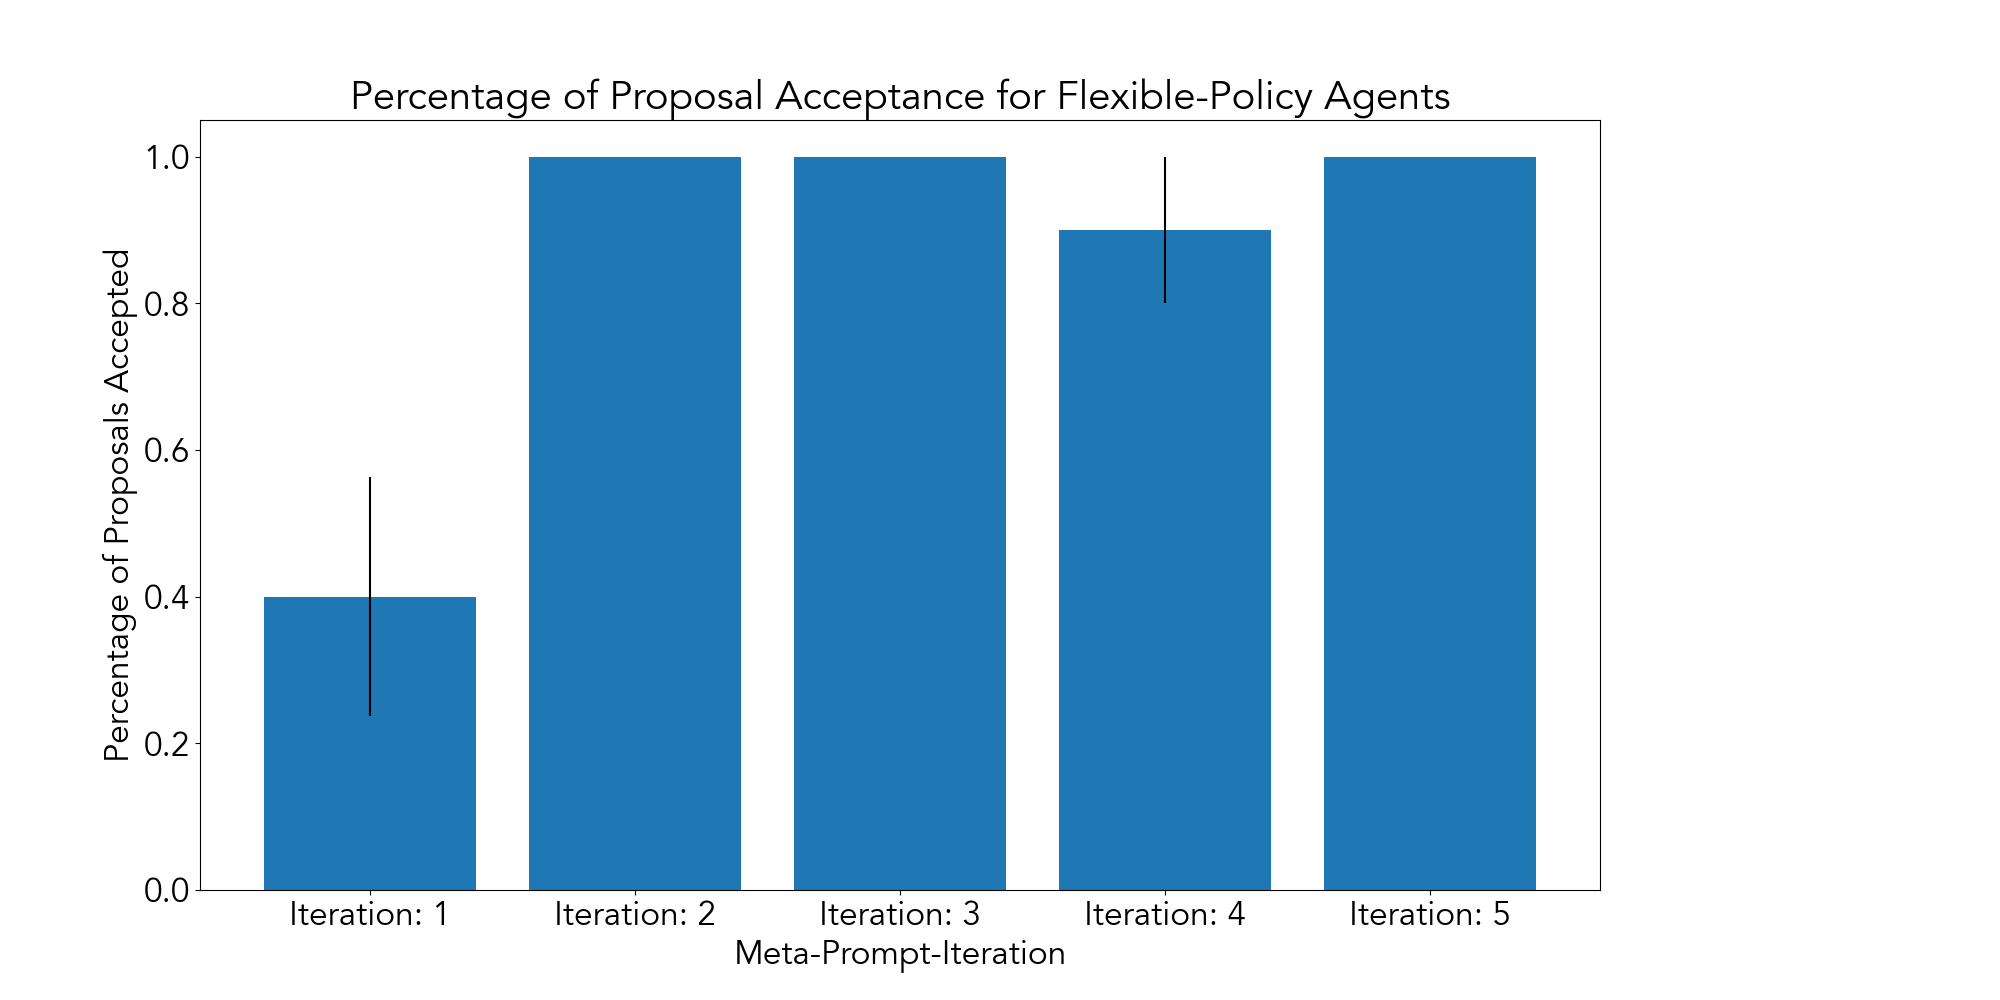 Percentage of Proposal Acceptance for Flexible-Policy Agents
Percentage of Proposals Accepted
1.0
0.8
0.6
0.4
0.2
0.0
Iteration: 1 Iteration: 2 Iteration: 3 Iteration: 4 Iteration: 5
Meta-Prompt-Iteration